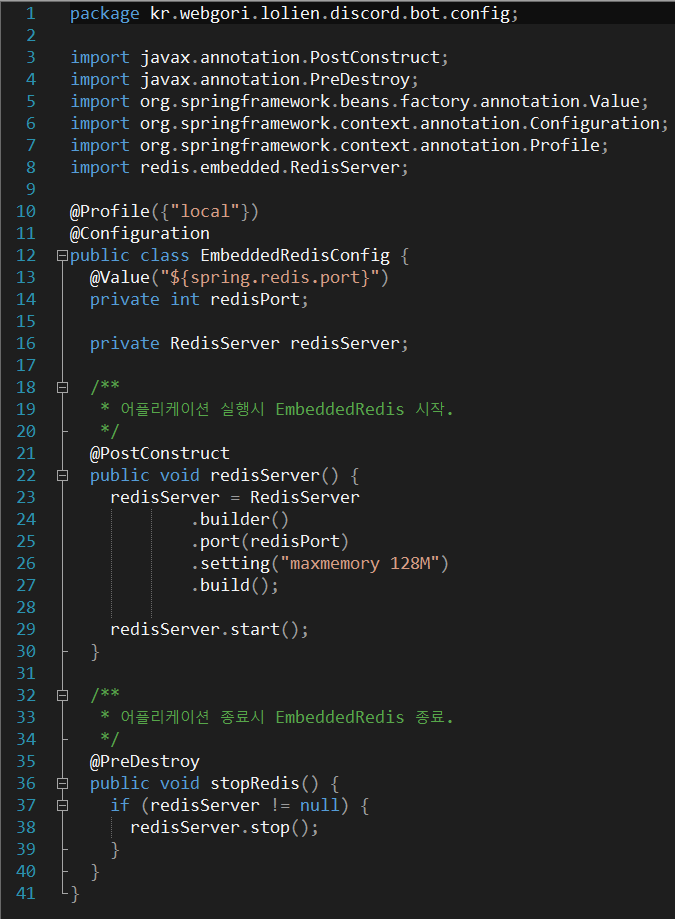 1 package kr.webgori.lolien.discord.bot.config;
2
3 import javax.annotation.PostConstruct;
4 import javax.annotation.PreDestroy;
5 import org.springframework.beans.factory.annotation.Value;
6 import org.springframework.context.annotation.Configuration;
7 import org.springframework.context.annotation.Profile;
8 import redis.embedded.RedisServer;
9
10 @Profile({"local"})
11 @Configuration
12 public class EmbeddedRedisConfig {
13   @Value("${spring.redis.port}")
14   private int redisPort;
15
16   private RedisServer redisServer;
17
18   /**
19    * 어플리케이션 실행시 EmbeddedRedis 시작.
20    */
21   @PostConstruct
22   public void redisServer() {
23     redisServer = RedisServer
24             .builder()
25             .port(redisPort)
26             .setting("maxmemory 128M")
27             .build();
28
29     redisServer.start();
30   }
31
32   /**
33    * 어플리케이션 종료시 EmbeddedRedis 종료.
34    */
35   @PreDestroy
36   public void stopRedis() {
37     if (redisServer != null) {
38       redisServer.stop();
39     }
40   }
41 }